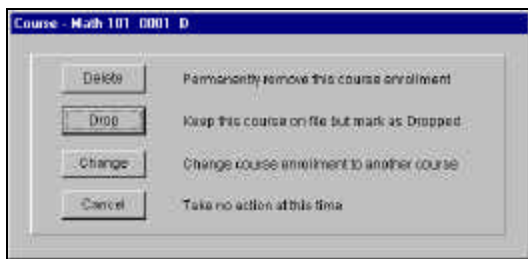 Course - Math 101 0001 D
Delete Permanently remove this course enrollment
Drop Keep this course on file but mark as Dropped
Change Change course enrollment to another course
Cancel Take no action at this time